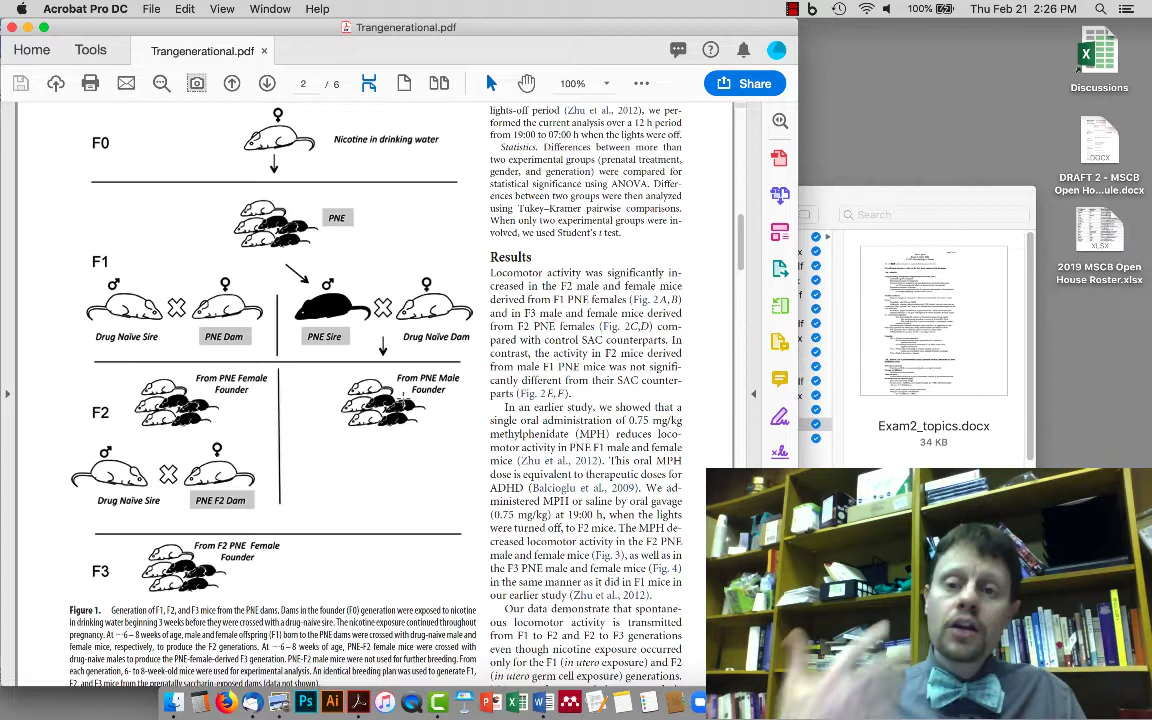 Acrobat Pro DC File Edit View Window Help
100% Thu Feb 21 2:26 PM
Trangenerational.pdf
Home Tools Trangenerational.pdf ×
2 / 6 100% Share
F0
Nicotine in drinking water
PNE
F1
Drug Naïve Sire PNE Dam PNE Sire Drug Naïve Dam
From PNE Female
Founder
From PNE Male
Founder
F2
Drug Naïve Sire PNE F2 Dam
From F2 PNE Female
Founder
F3
Figure 1. Generation of F1, F2, and F3 mice from the PNE dams. Dams in the founder (F0) generation were exposed to nicotine
in drinking water beginning 3 weeks before they were crossed with a drug-naive sire. The nicotine exposure continued throughout
pregnancy. At ~6–8 weeks of age, male and female offspring (F1) born to the PNE dams were crossed with drug-naive male and
female mice, respectively, to produce the F2 generations. At ~6–8 weeks of age, PNE-F2 female mice were crossed with
drug-naive males to produce the PNE-female-derived F3 generation. PNE-F2 male mice were not used for further breeding. From
each generation, 6- to 8-week-old mice were used for experimental analysis. An identical breeding plan was used to generate F1,
F2, and F3 mice from the prenatally saccharin-exposed dams (data not shown).
lights-off period (Zhu et al., 2012), we per-
formed the current analysis over a 12 h period
from 19:00 to 07:00 h when the lights were off.
Statistics. Differences between more than
two experimental groups (prenatal treatment,
gender, and generation) were compared for
statistical significance using ANOVA. Differ-
ences between two groups were then analyzed
using Tukey–Kramer pairwise comparisons.
When only two experimental groups were in-
volved, we used Student's t test.
Results
Locomotor activity was significantly in-
creased in the F2 male and female mice
derived from F1 PNE females (Fig. 2A,B)
and in F3 male and female mice derived
from F2 PNE females (Fig. 2C,D) com-
pared with control SAC counterparts. In
contrast, the activity in F2 mice derived
from male F1 PNE mice was not signifi-
cantly different from their SAC counter-
parts (Fig. 2E,F).
In an earlier study, we showed that a
single oral administration of 0.75 mg/kg
methylphenidate (MPH) reduces loco-
motor activity in PNE F1 male and female
mice (Zhu et al., 2012). This oral MPH
dose is equivalent to therapeutic doses for
ADHD (Balcioglu et al., 2009). We ad-
ministered MPH or saline by oral gavage
(0.75 mg/kg) at 19:00 h, when the lights
were turned off, to F2 mice. The MPH de-
creased locomotor activity in the F2 PNE
male and female mice (Fig. 3), as well as in
the F3 PNE male and female mice (Fig. 4)
in the same manner as it did in F1 mice in
our earlier study (Zhu et al., 2012).
Our data demonstrate that spontane-
ous locomotor activity is transmitted
from F1 to F2 and F2 to F3 generations
even though nicotine exposure occurred
only for the F1 (in utero exposure) and F2
(in utero germ cell exposure) generations.
Search
Exam2_topics.docx
34 KB
Discussions
DOCX
DRAFT 2 - MSCB
Open Ho...ule.docx
XLSX
2019 MSCB Open
House Roster.xlsx